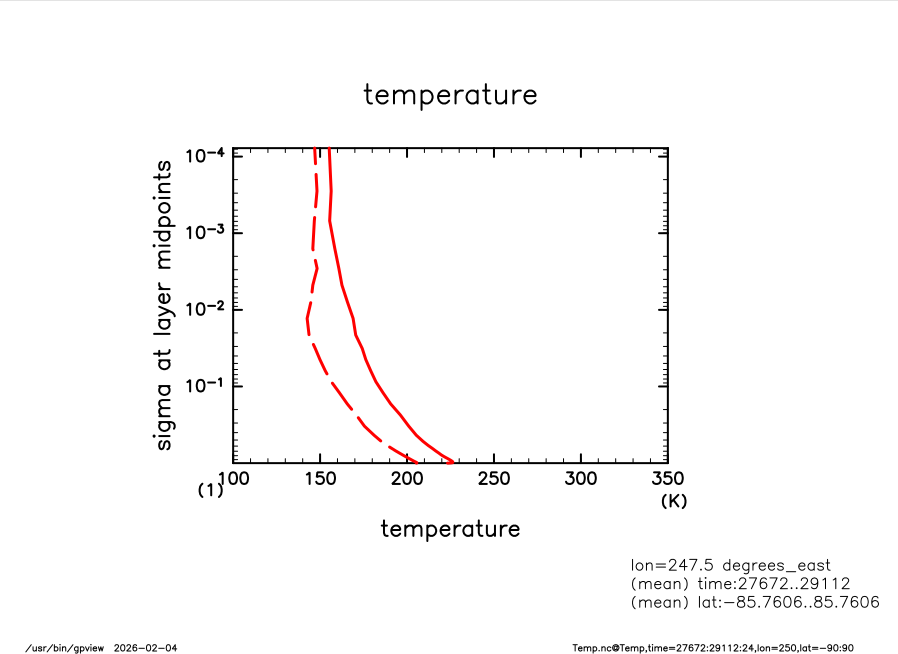 temperature
sigma at layer midpoints
10−4
10−3
10−2
10−1
(1)
100 150 200 250 300 350
(K)
temperature
lon=247.5 degrees_east
(mean) time:27672..29112
(mean) lat:−85.7606..85.7606
/usr/bin/gpview 2026−02−04
Temp.nc@Temp,time=27672:29112:24,lon=250,lat=−90:90